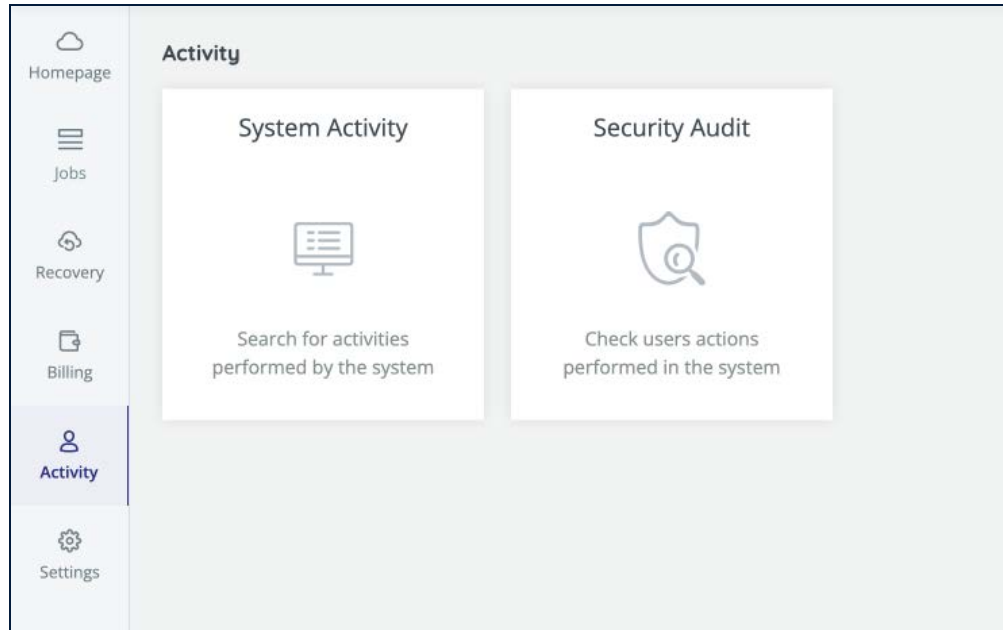 Homepage
Jobs
Recovery
Billing
Activity
Settings
Activity
System Activity
Search for activities
performed by the system
Security Audit
Check users actions
performed in the system